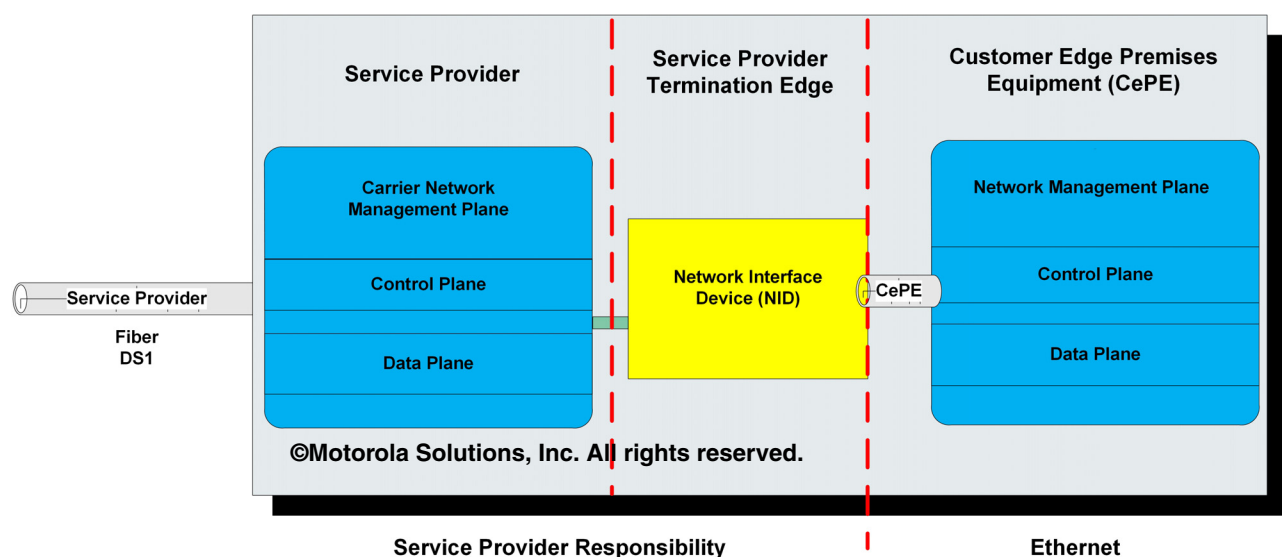 Service Provider
Service Provider
Termination Edge
Customer Edge Premises
Equipment (CePE)
Carrier Network
Management Plane
Control Plane
Data Plane
Network Interface
Device (NID)
CePE
Network Management Plane
Control Plane
Data Plane
Service Provider
Fiber
DS1
©Motorola Solutions, Inc. All rights reserved.
Service Provider Responsibility
Ethernet